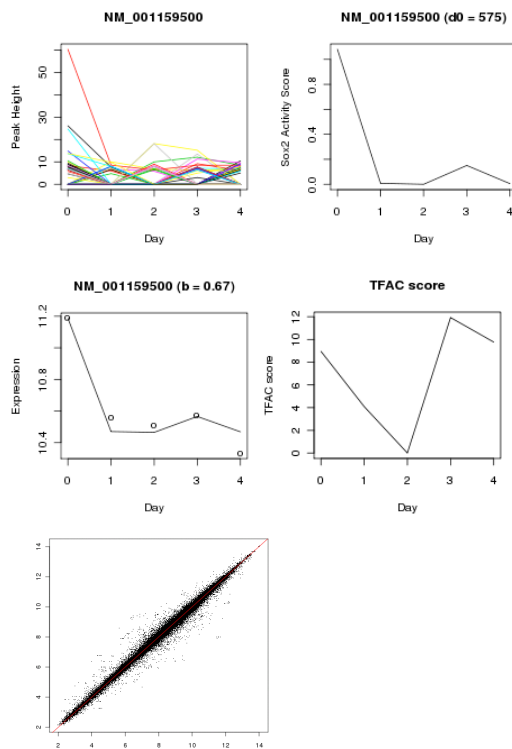 NM_001159500
Peak Height
0
10
30
50
0 1 2 3 4
Day
NM_001159500 (d0 = 575)
Sox2 Activity Score
0.0
0.4
0.8
0 1 2 3 4
Day
NM_001159500 (b = 0.67)
Expression
10.4
10.8
11.2
0 1 2 3 4
Day
TFAC score
TFAC score
0
2
4
6
8
10
12
0 1 2 3 4
Day
2
4
6
8
10
12
14
2 4 6 8 10 12 14